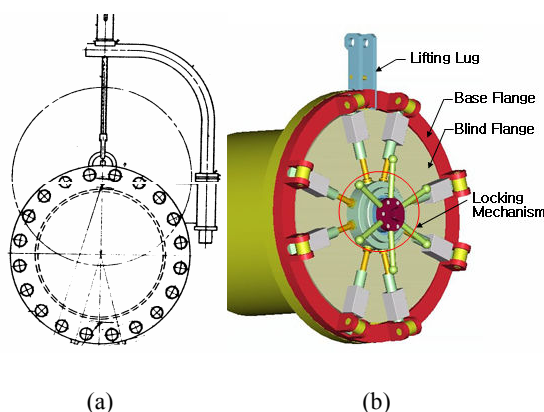 Lifting Lug
Base Flange
Blind Flange
Locking
Mechanism
(a)
(b)